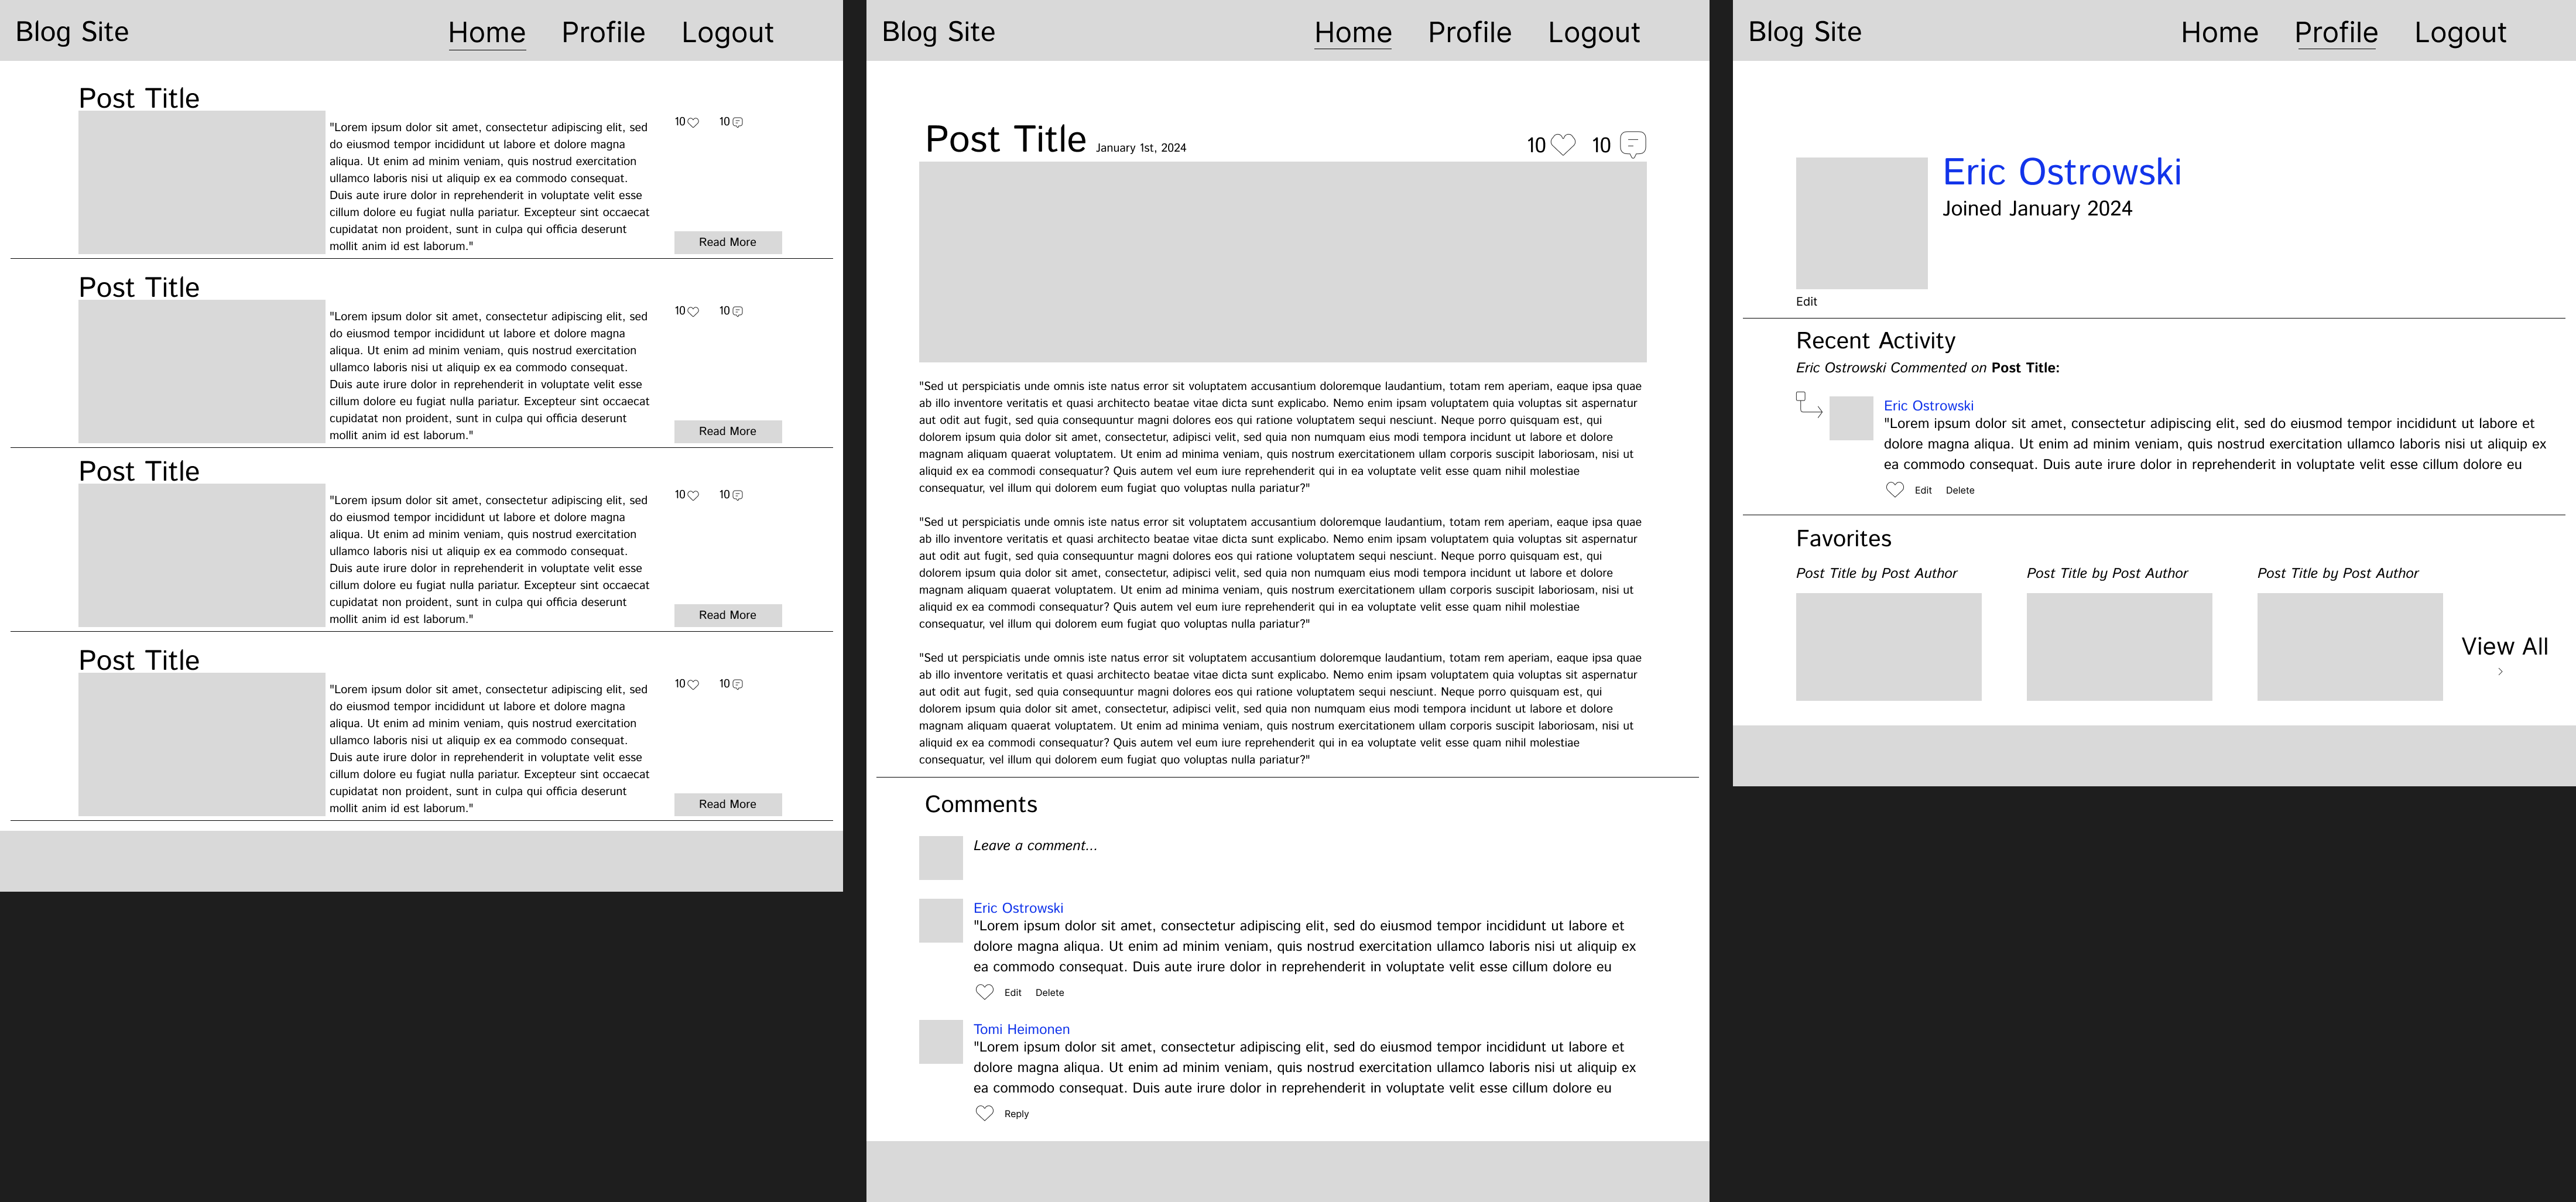 Blog Site
Home Profile Logout
Post Title
"Lorem ipsum dolor sit amet, consectetur adipiscing elit, sed
do eiusmod tempor incididunt ut labore et dolore magna
aliqua. Ut enim ad minim veniam, quis nostrud exercitation
ullamco laboris nisi ut aliquip ex ea commodo consequat.
Duis aute irure dolor in reprehenderit in voluptate velit esse
cillum dolore eu fugiat nulla pariatur. Excepteur sint occaecat
cupidatat non proident, sunt in culpa qui officia deserunt
mollit anim id est laborum."
10 10
Read More
Post Title
"Lorem ipsum dolor sit amet, consectetur adipiscing elit, sed
do eiusmod tempor incididunt ut labore et dolore magna
aliqua. Ut enim ad minim veniam, quis nostrud exercitation
ullamco laboris nisi ut aliquip ex ea commodo consequat.
Duis aute irure dolor in reprehenderit in voluptate velit esse
cillum dolore eu fugiat nulla pariatur. Excepteur sint occaecat
cupidatat non proident, sunt in culpa qui officia deserunt
mollit anim id est laborum."
10 10
Read More
Post Title
"Lorem ipsum dolor sit amet, consectetur adipiscing elit, sed
do eiusmod tempor incididunt ut labore et dolore magna
aliqua. Ut enim ad minim veniam, quis nostrud exercitation
ullamco laboris nisi ut aliquip ex ea commodo consequat.
Duis aute irure dolor in reprehenderit in voluptate velit esse
cillum dolore eu fugiat nulla pariatur. Excepteur sint occaecat
cupidatat non proident, sunt in culpa qui officia deserunt
mollit anim id est laborum."
10 10
Read More
Post Title
"Lorem ipsum dolor sit amet, consectetur adipiscing elit, sed
do eiusmod tempor incididunt ut labore et dolore magna
aliqua. Ut enim ad minim veniam, quis nostrud exercitation
ullamco laboris nisi ut aliquip ex ea commodo consequat.
Duis aute irure dolor in reprehenderit in voluptate velit esse
cillum dolore eu fugiat nulla pariatur. Excepteur sint occaecat
cupidatat non proident, sunt in culpa qui officia deserunt
mollit anim id est laborum."
10 10
Read More
Blog Site
Home Profile Logout
Post Title January 1st, 2024
10 10
"Sed ut perspiciatis unde omnis iste natus error sit voluptatem accusantium doloremque laudantium, totam rem aperiam, eaque ipsa quae
ab illo inventore veritatis et quasi architecto beatae vitae dicta sunt explicabo. Nemo enim ipsam voluptatem quia voluptas sit aspernatur
aut odit aut fugit, sed quia consequuntur magni dolores eos qui ratione voluptatem sequi nesciunt. Neque porro quisquam est, qui
dolorem ipsum quia dolor sit amet, consectetur, adipisci velit, sed quia non numquam eius modi tempora incidunt ut labore et dolore
magnam aliquam quaerat voluptatem. Ut enim ad minima veniam, quis nostrum exercitationem ullam corporis suscipit laboriosam, nisi ut
aliquid ex ea commodi consequatur? Quis autem vel eum iure reprehenderit qui in ea voluptate velit esse quam nihil molestiae
consequatur, vel illum qui dolorem eum fugiat quo voluptas nulla pariatur?"
"Sed ut perspiciatis unde omnis iste natus error sit voluptatem accusantium doloremque laudantium, totam rem aperiam, eaque ipsa quae
ab illo inventore veritatis et quasi architecto beatae vitae dicta sunt explicabo. Nemo enim ipsam voluptatem quia voluptas sit aspernatur
aut odit aut fugit, sed quia consequuntur magni dolores eos qui ratione voluptatem sequi nesciunt. Neque porro quisquam est, qui
dolorem ipsum quia dolor sit amet, consectetur, adipisci velit, sed quia non numquam eius modi tempora incidunt ut labore et dolore
magnam aliquam quaerat voluptatem. Ut enim ad minima veniam, quis nostrum exercitationem ullam corporis suscipit laboriosam, nisi ut
aliquid ex ea commodi consequatur? Quis autem vel eum iure reprehenderit qui in ea voluptate velit esse quam nihil molestiae
consequatur, vel illum qui dolorem eum fugiat quo voluptas nulla pariatur?"
"Sed ut perspiciatis unde omnis iste natus error sit voluptatem accusantium doloremque laudantium, totam rem aperiam, eaque ipsa quae
ab illo inventore veritatis et quasi architecto beatae vitae dicta sunt explicabo. Nemo enim ipsam voluptatem quia voluptas sit aspernatur
aut odit aut fugit, sed quia consequuntur magni dolores eos qui ratione voluptatem sequi nesciunt. Neque porro quisquam est, qui
dolorem ipsum quia dolor sit amet, consectetur, adipisci velit, sed quia non numquam eius modi tempora incidunt ut labore et dolore
magnam aliquam quaerat voluptatem. Ut enim ad minima veniam, quis nostrum exercitationem ullam corporis suscipit laboriosam, nisi ut
aliquid ex ea commodi consequatur? Quis autem vel eum iure reprehenderit qui in ea voluptate velit esse quam nihil molestiae
consequatur, vel illum qui dolorem eum fugiat quo voluptas nulla pariatur?"
Comments
Leave a comment...
Eric Ostrowski
"Lorem ipsum dolor sit amet, consectetur adipiscing elit, sed do eiusmod tempor incididunt ut labore et
dolore magna aliqua. Ut enim ad minim veniam, quis nostrud exercitation ullamco laboris nisi ut aliquip ex
ea commodo consequat. Duis aute irure dolor in reprehenderit in voluptate velit esse cillum dolore eu
Edit Delete
Tomi Heimonen
"Lorem ipsum dolor sit amet, consectetur adipiscing elit, sed do eiusmod tempor incididunt ut labore et
dolore magna aliqua. Ut enim ad minim veniam, quis nostrud exercitation ullamco laboris nisi ut aliquip ex
ea commodo consequat. Duis aute irure dolor in reprehenderit in voluptate velit esse cillum dolore eu
Reply
Blog Site
Home Profile Logout
Eric Ostrowski
Joined January 2024
Edit
Recent Activity
Eric Ostrowski Commented on Post Title:
Eric Ostrowski
"Lorem ipsum dolor sit amet, consectetur adipiscing elit, sed do eiusmod tempor incididunt ut labore et
dolore magna aliqua. Ut enim ad minim veniam, quis nostrud exercitation ullamco laboris nisi ut aliquip ex
ea commodo consequat. Duis aute irure dolor in reprehenderit in voluptate velit esse cillum dolore eu
Edit Delete
Favorites
Post Title by Post Author Post Title by Post Author Post Title by Post Author
View All